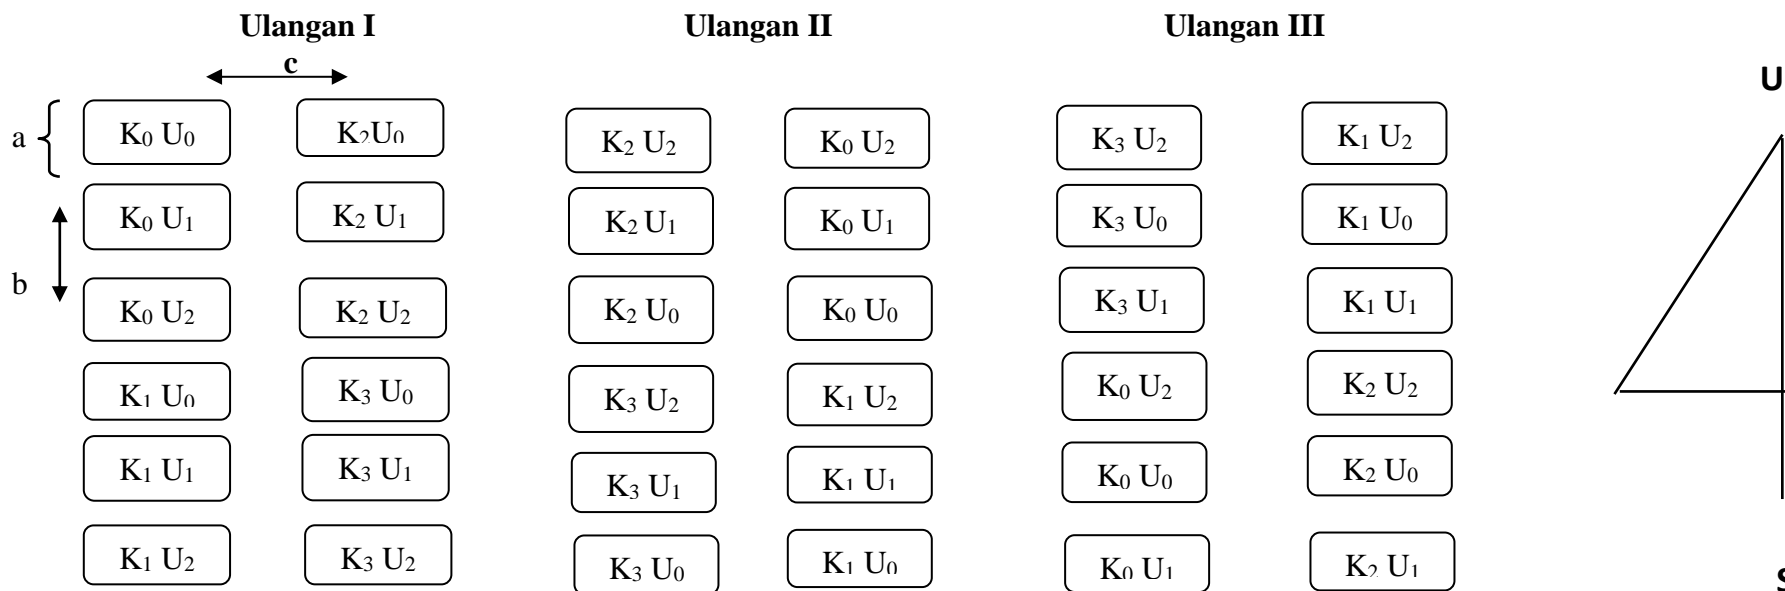 Ulangan I Ulangan II Ulangan III
c
U
a K₀ U₀ K₂U₀ K₂ U₂ K₀ U₂ K₃ U₂ K₁ U₂
K₀ U₁ K₂ U₁ K₂ U₁ K₀ U₁ K₃ U₀ K₁ U₀
b
K₀ U₂ K₂ U₂ K₂ U₀ K₀ U₀ K₃ U₁ K₁ U₁
K₁ U₀ K₃ U₀ K₃ U₂ K₁ U₂ K₀ U₂ K₂ U₂
K₁ U₁ K₃ U₁ K₃ U₁ K₁ U₁ K₀ U₀ K₂ U₀
K₁ U₂ K₃ U₂ K₃ U₀ K₁ U₀ K₀ U₁ K₂ U₁
S